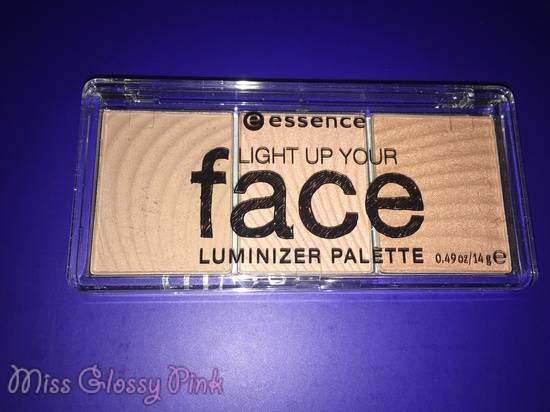 essence
LIGHT UP YOUR
face
LUMINIZER PALETTE 0.49 oz/14 g e
Miss Glossy Pink